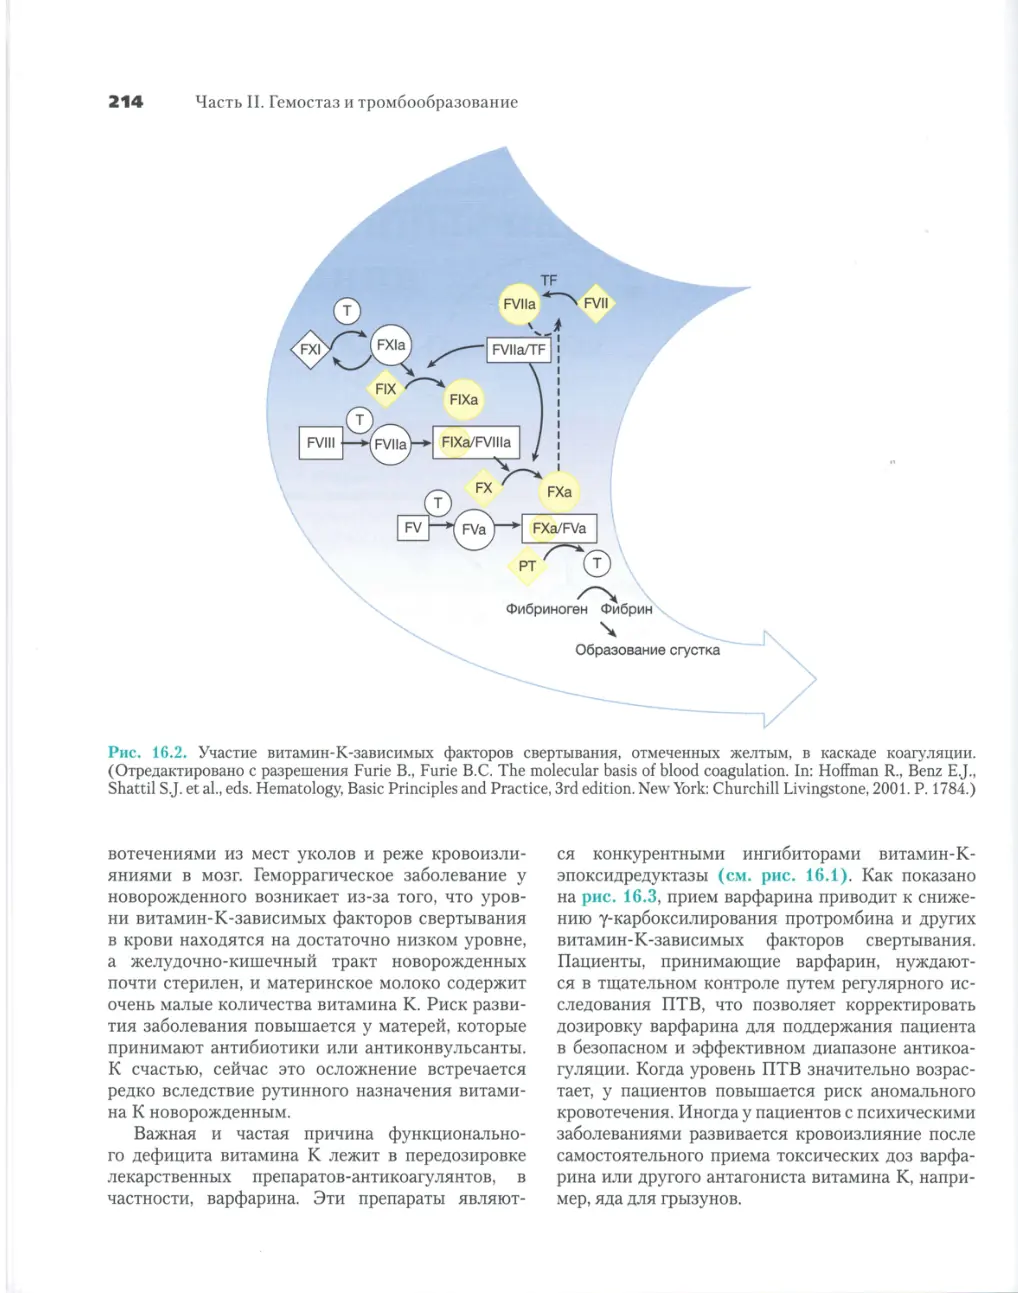 214 Часть II. Гемостаз и тромбообразование
TF
FVIIa
FVII
T
FXI
FXIa
FVIIa/TF
FIX
FIXa
T
FVIII
FVIIa
FIXa/FVIIIa
FX
FXa
T
FV
FVa
FXa/FVa
PT
T
Фибриноген Фибрин
Образование сгустка
Рис. 16.2. Участие витамин-К-зависимых факторов свертывания, отмеченных желтым, в каскаде коагуляции.
(Отредактировано с разрешения Furie B., Furie B.C. The molecular basis of blood coagulation. In: Hoffman R., Benz E.J.,
Shattil S.J. et al., eds. Hematology, Basic Principles and Practice, 3rd edition. New York: Churchill Livingstone, 2001. P. 1784.)
вотечениями из мест уколов и реже кровоизли-
яниями в мозг. Геморрагическое заболевание у
новорожденного возникает из-за того, что уров-
ни витамин-К-зависимых факторов свертывания
в крови находятся на достаточно низком уровне,
а желудочно-кишечный тракт новорожденных
почти стерилен, и материнское молоко содержит
очень малые количества витамина К. Риск разви-
тия заболевания повышается у матерей, которые
принимают антибиотики или антиконвульсанты.
К счастью, сейчас это осложнение встречается
редко вследствие рутинного назначения витами-
на К новорожденным.
Важная и частая причина функционально-
го дефицита витамина К лежит в передозировке
лекарственных препаратов-антикоагулянтов, в
частности, варфарина. Эти препараты являют-
ся конкурентными ингибиторами витамин-К-
эпоксидредуктазы (см. рис. 16.1). Как показано
на рис. 16.3, прием варфарина приводит к сниже-
нию γ-карбоксилирования протромбина и других
витамин-К-зависимых факторов свертывания.
Пациенты, принимающие варфарин, нуждают-
ся в тщательном контроле путем регулярного ис-
следования ПТВ, что позволяет корректировать
дозировку варфарина для поддержания пациента
в безопасном и эффективном диапазоне антикоа-
гуляции. Когда уровень ПТВ значительно возрас-
тает, у пациентов повышается риск аномального
кровотечения. Иногда у пациентов с психическими
заболеваниями развивается кровоизлияние после
самостоятельного приема токсических доз варфа-
рина или другого антагониста витамина К, напри-
мер, яда для грызунов.